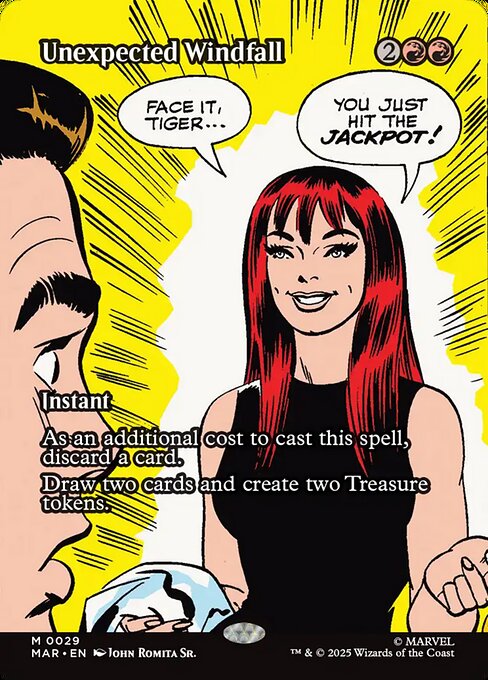 Unexpected Windfall
2
FACE IT,
TIGER...
YOU JUST
HIT THE
JACKPOT!
Instant
As an additional cost to cast this spell,
discard a card.
Draw two cards and create two Treasure
tokens.
M 0029
MAR • EN John Romita Sr.
© MARVEL
™ & © 2025 Wizards of the Coast